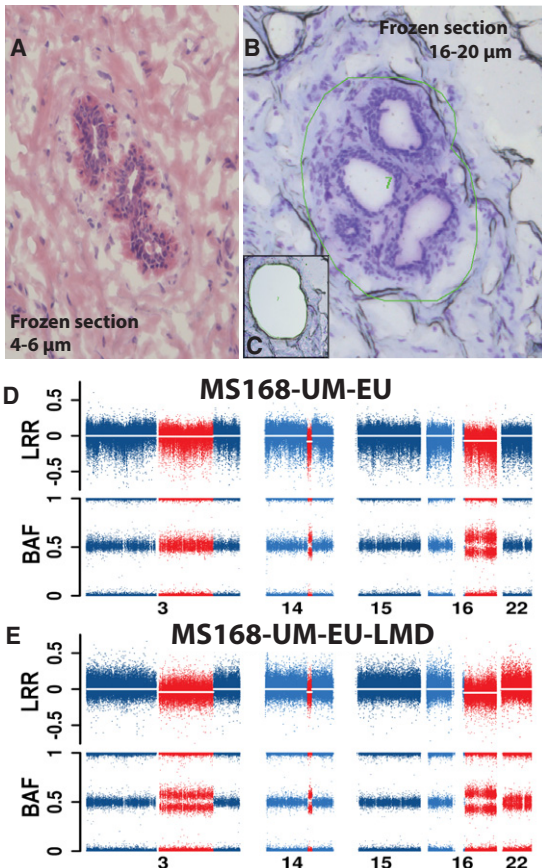 A
Frozen section
4-6 µm
B
Frozen section
16-20 µm
C
D
MS168-UM-EU
LRR
0.5
0
-0.5
BAF
1
0.5
0
3 14 15 16 22
E
MS168-UM-EU-LMD
LRR
0.5
0
-0.5
BAF
1
0.5
0
3 14 15 16 22